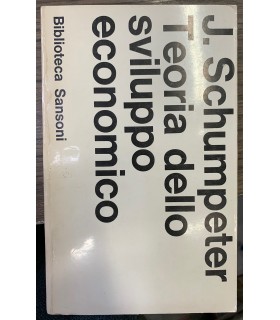 J. Schumpeter
Teoria dello
sviluppo
economico
Biblioteca Sansoni